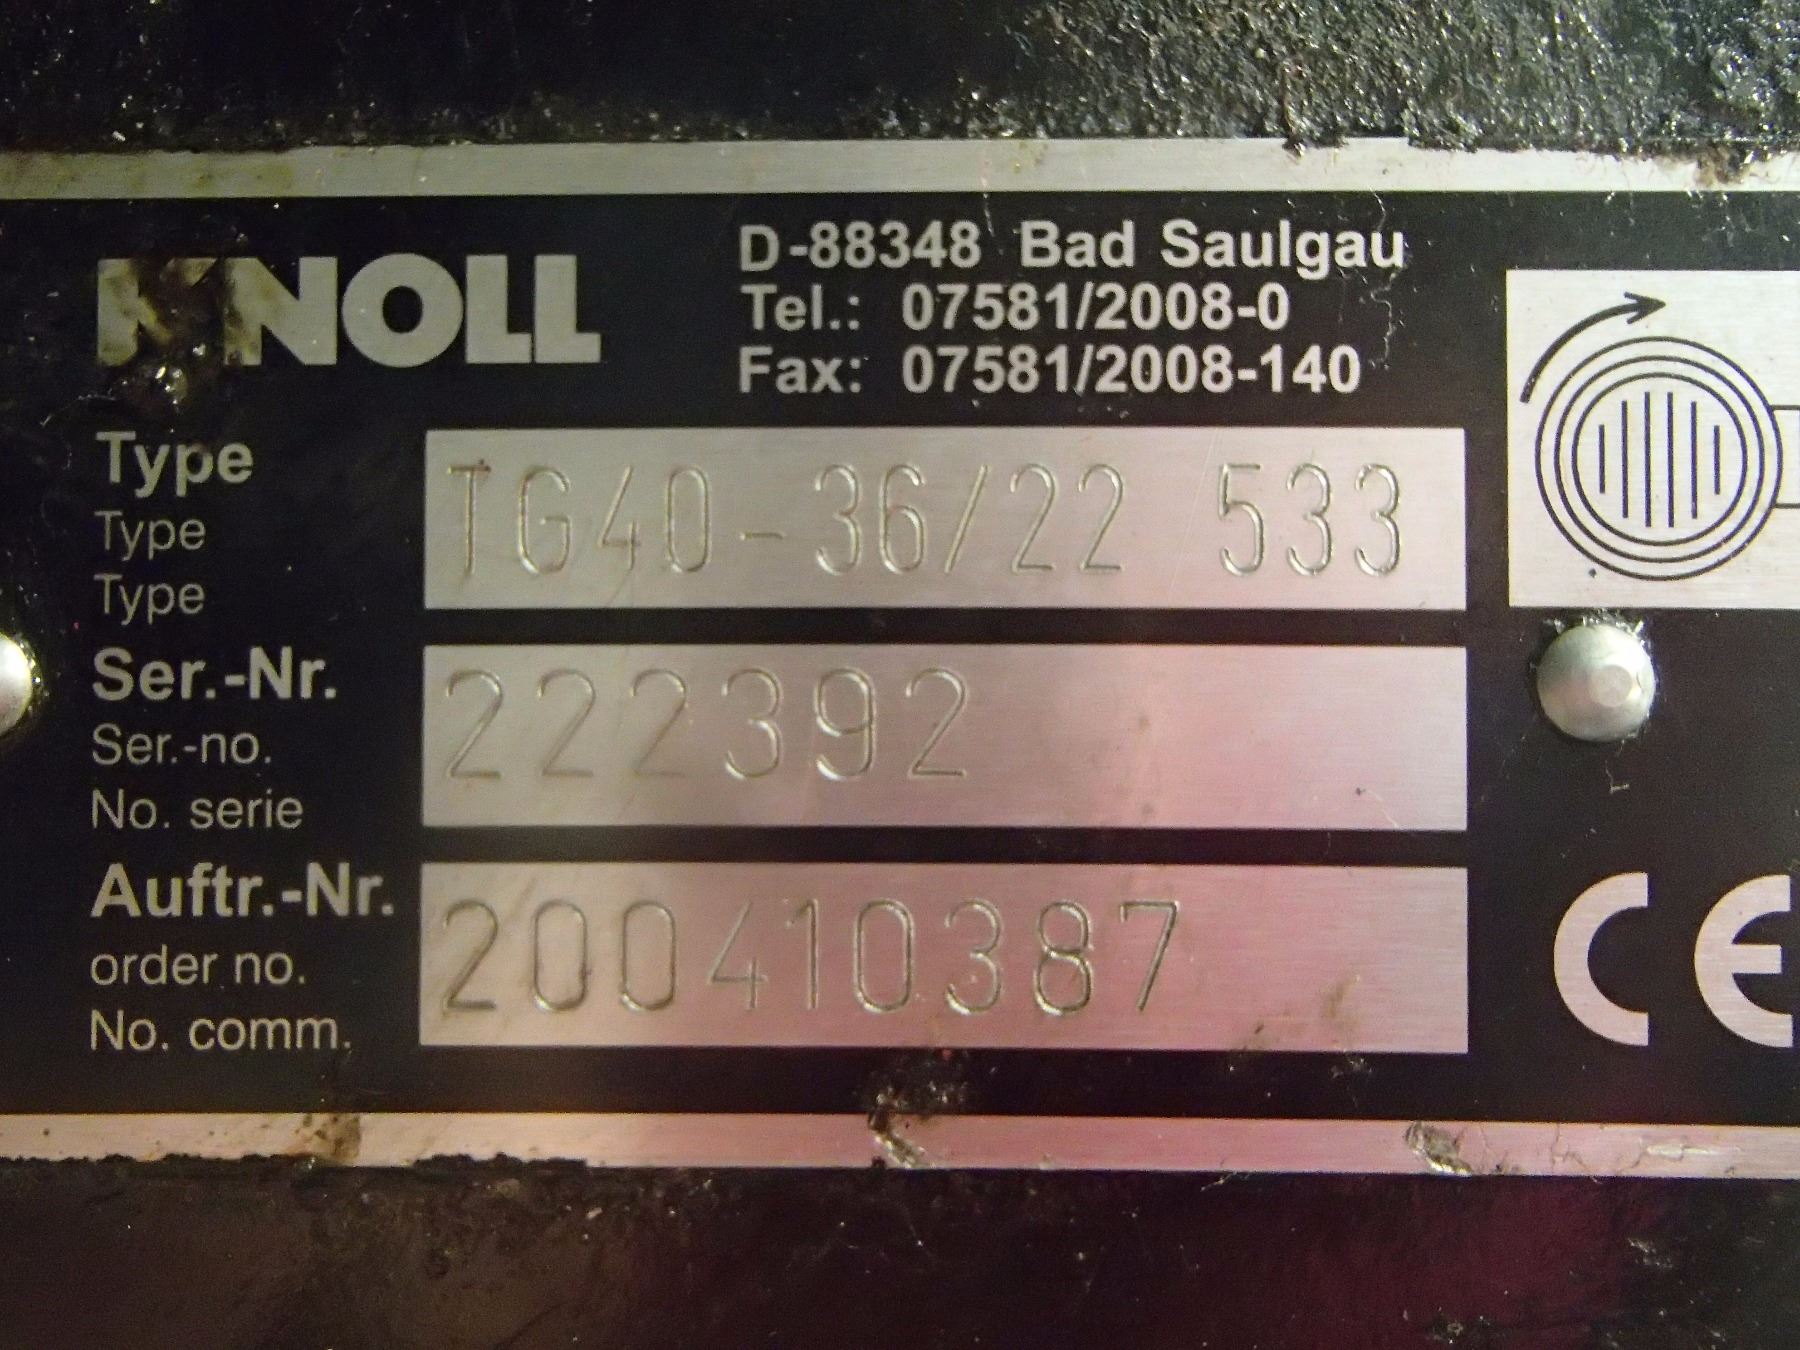 KNOLL
D-88348 Bad Saulgau
Tel.: 07581/2008-0
Fax: 07581/2008-140
Type TG40-36/22 533
Type
Type
Ser.-Nr. 222392
Ser.-no.
No. serie
Auftr.-Nr. 200410387
order no.
No. comm.
CE